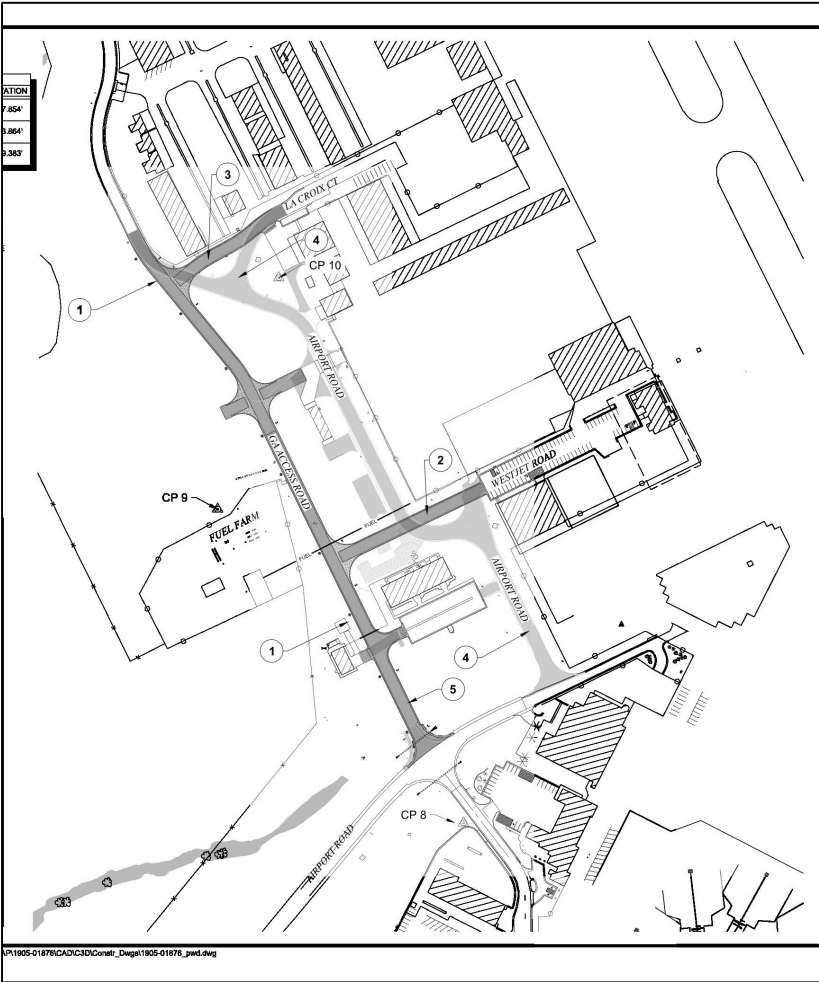 ATION
7.854'
3.864'
9.383'
3
LA CROIX CT
4
CP 10
1
AIRPORT ROAD
2
WESTJET ROAD
GA ACCESS ROAD
CP 9
FUEL FARM
FUEL
FUEL
AIRPORT ROAD
1
4
5
CP 8
AIRPORT ROAD
AP\1905-01876\CAD\C3D\Constr_Dwgs\1905-01876_pwd.dwg